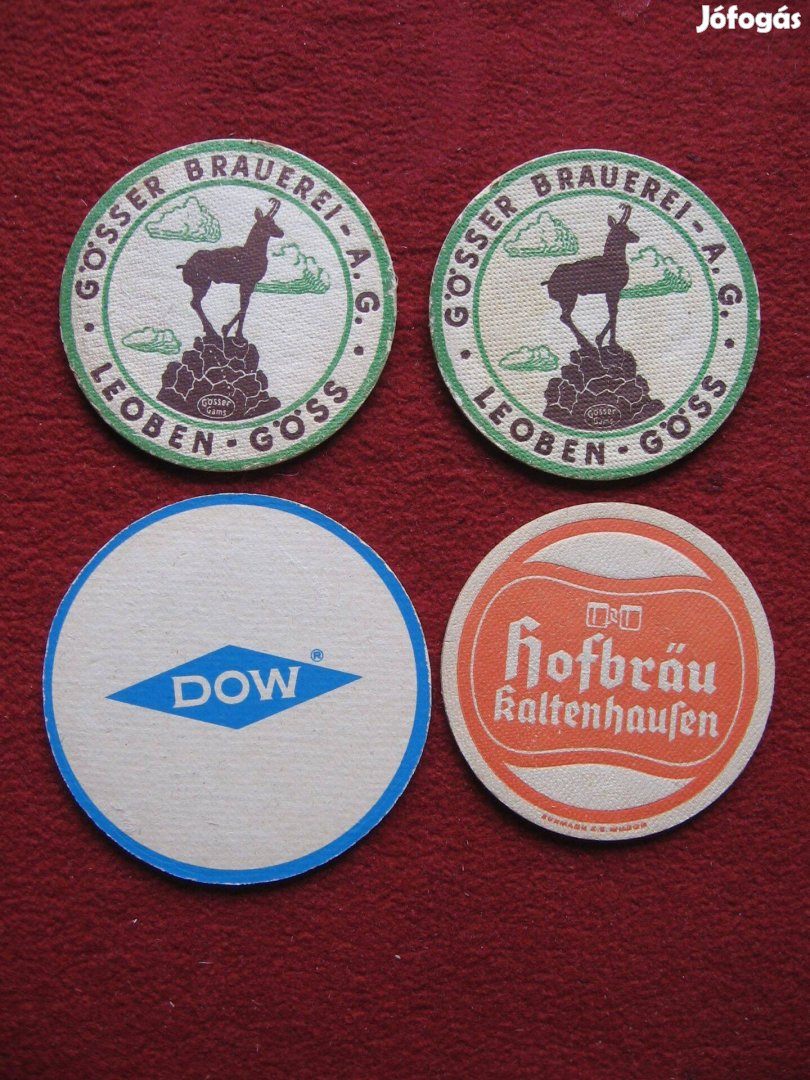 Jófogás
GÖSSER BRAUEREI-A.G.
LEOBEN-GÖSS
Gösser
Gams
GÖSSER BRAUEREI-A.G.
LEOBEN-GÖSS
Gösser
Gams
DOW®
Hofbräu
Kaltenhauſen